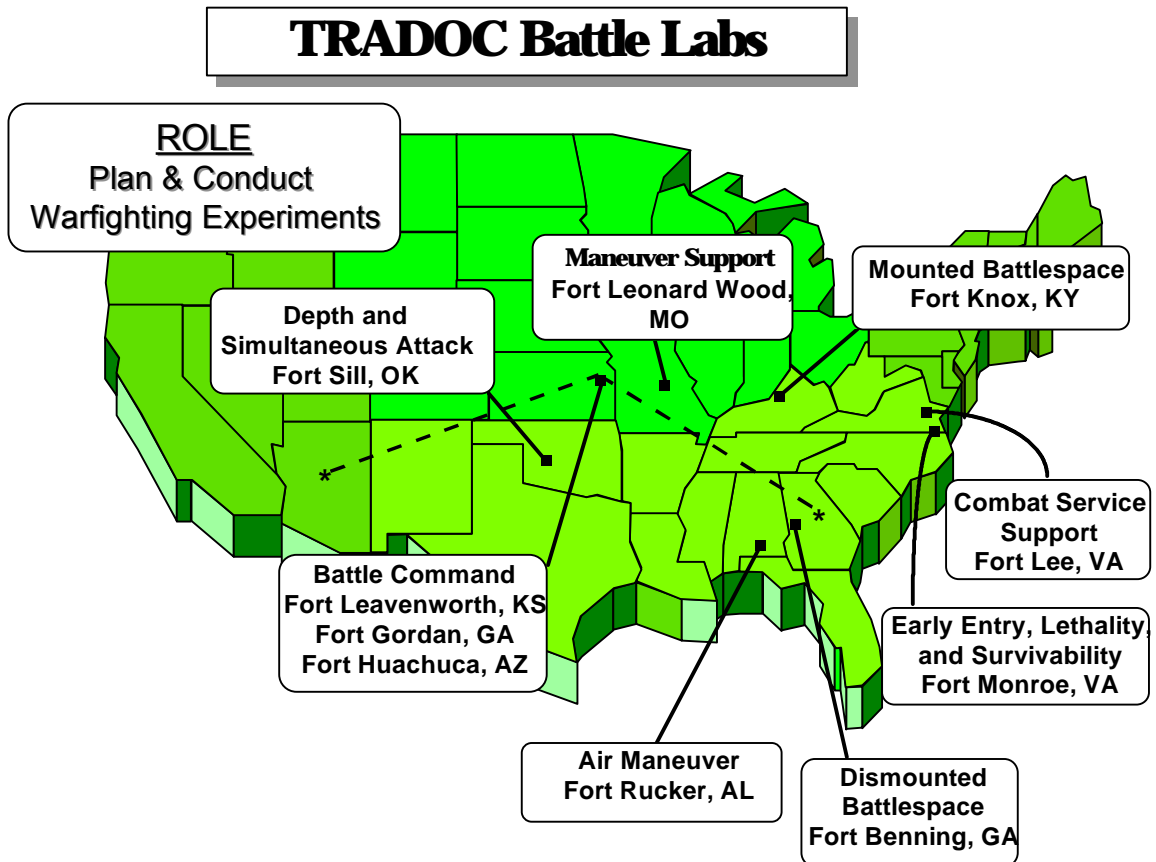 TRADOC Battle Labs
ROLE
Plan & Conduct
Warfighting Experiments
Maneuver Support
Fort Leonard Wood,
MO
Mounted Battlespace
Fort Knox, KY
Depth and
Simultaneous Attack
Fort Sill, OK
*
*
Combat Service
Support
Fort Lee, VA
Battle Command
Fort Leavenworth, KS
Fort Gordan, GA
Fort Huachuca, AZ
Early Entry, Lethality,
and Survivability
Fort Monroe, VA
Air Maneuver
Fort Rucker, AL
Dismounted
Battlespace
Fort Benning, GA